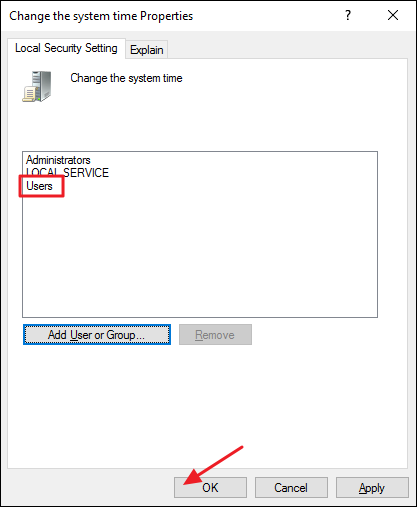 Change the system time Properties
?
Local Security Setting
Explain
Change the system time
Administrators
LOCAL SERVICE
Users
Add User or Group...
Remove
OK
Cancel
Apply